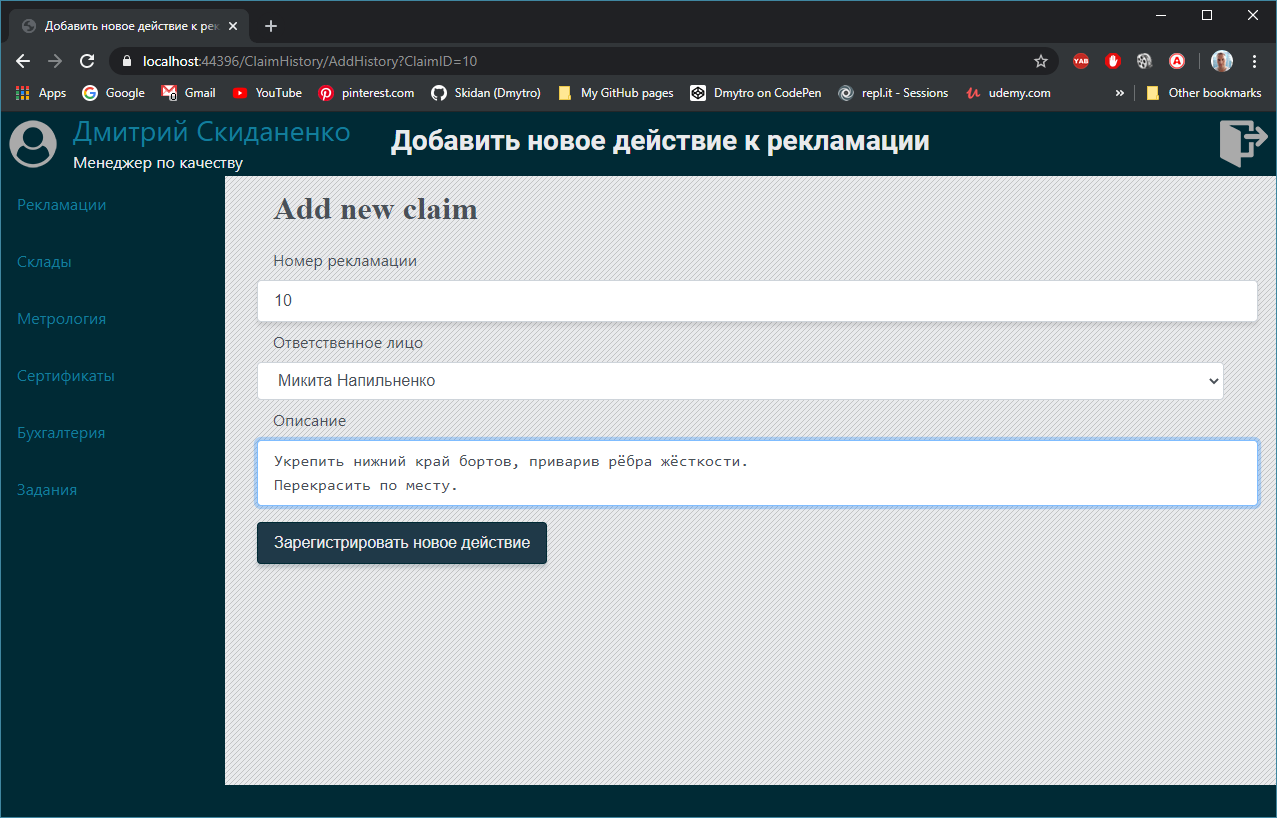 Добавить новое действие к рек
localhost:44396/ClaimHistory/AddHistory?ClaimID=10
YAB
A
Apps Google Gmail YouTube pinterest.com Skidan (Dmytro) My GitHub pages Dmytro on CodePen repl.it - Sessions udemy.com » Other bookmarks
Дмитрий Скиданенко
Менеджер по качеству
Добавить новое действие к рекламации
Рекламации
Склады
Метрология
Сертификаты
Бухгалтерия
Задания
Add new claim
Номер рекламации
10
Ответственное лицо
Микита Напильненко
Описание
Укрепить нижний край бортов, приварив рёбра жёсткости.
Перекрасить по месту.
Зарегистрировать новое действие